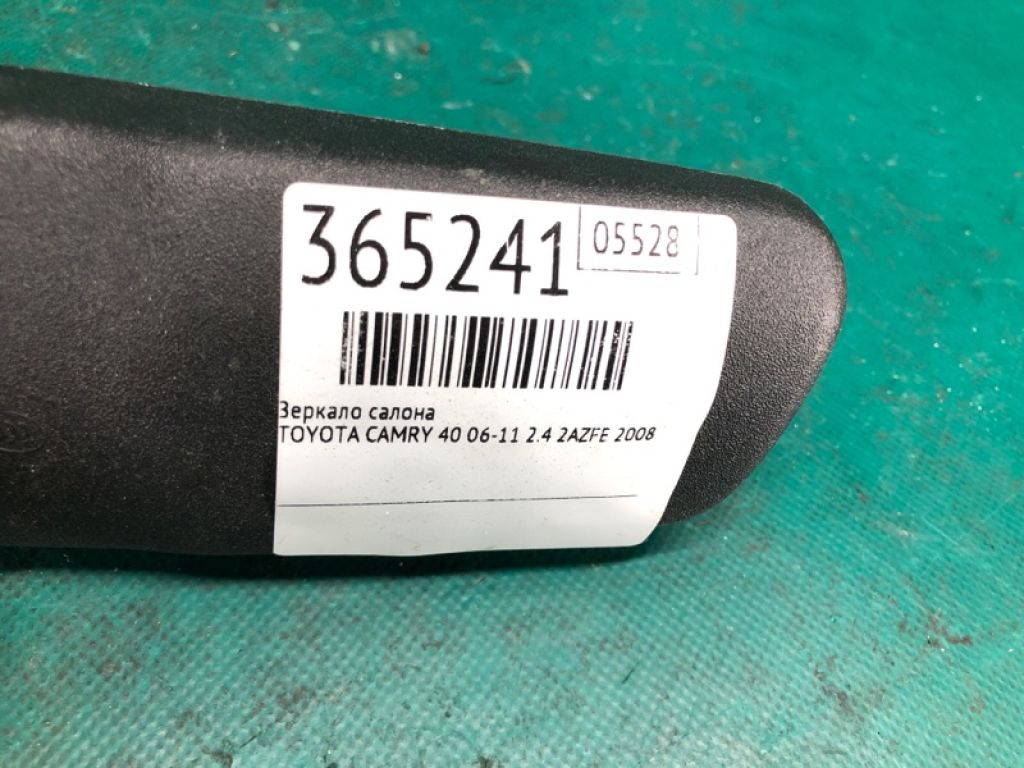 365241 05528
Зеркало салона
TOYOTA CAMRY 40 06-11 2.4 2AZFE 2008